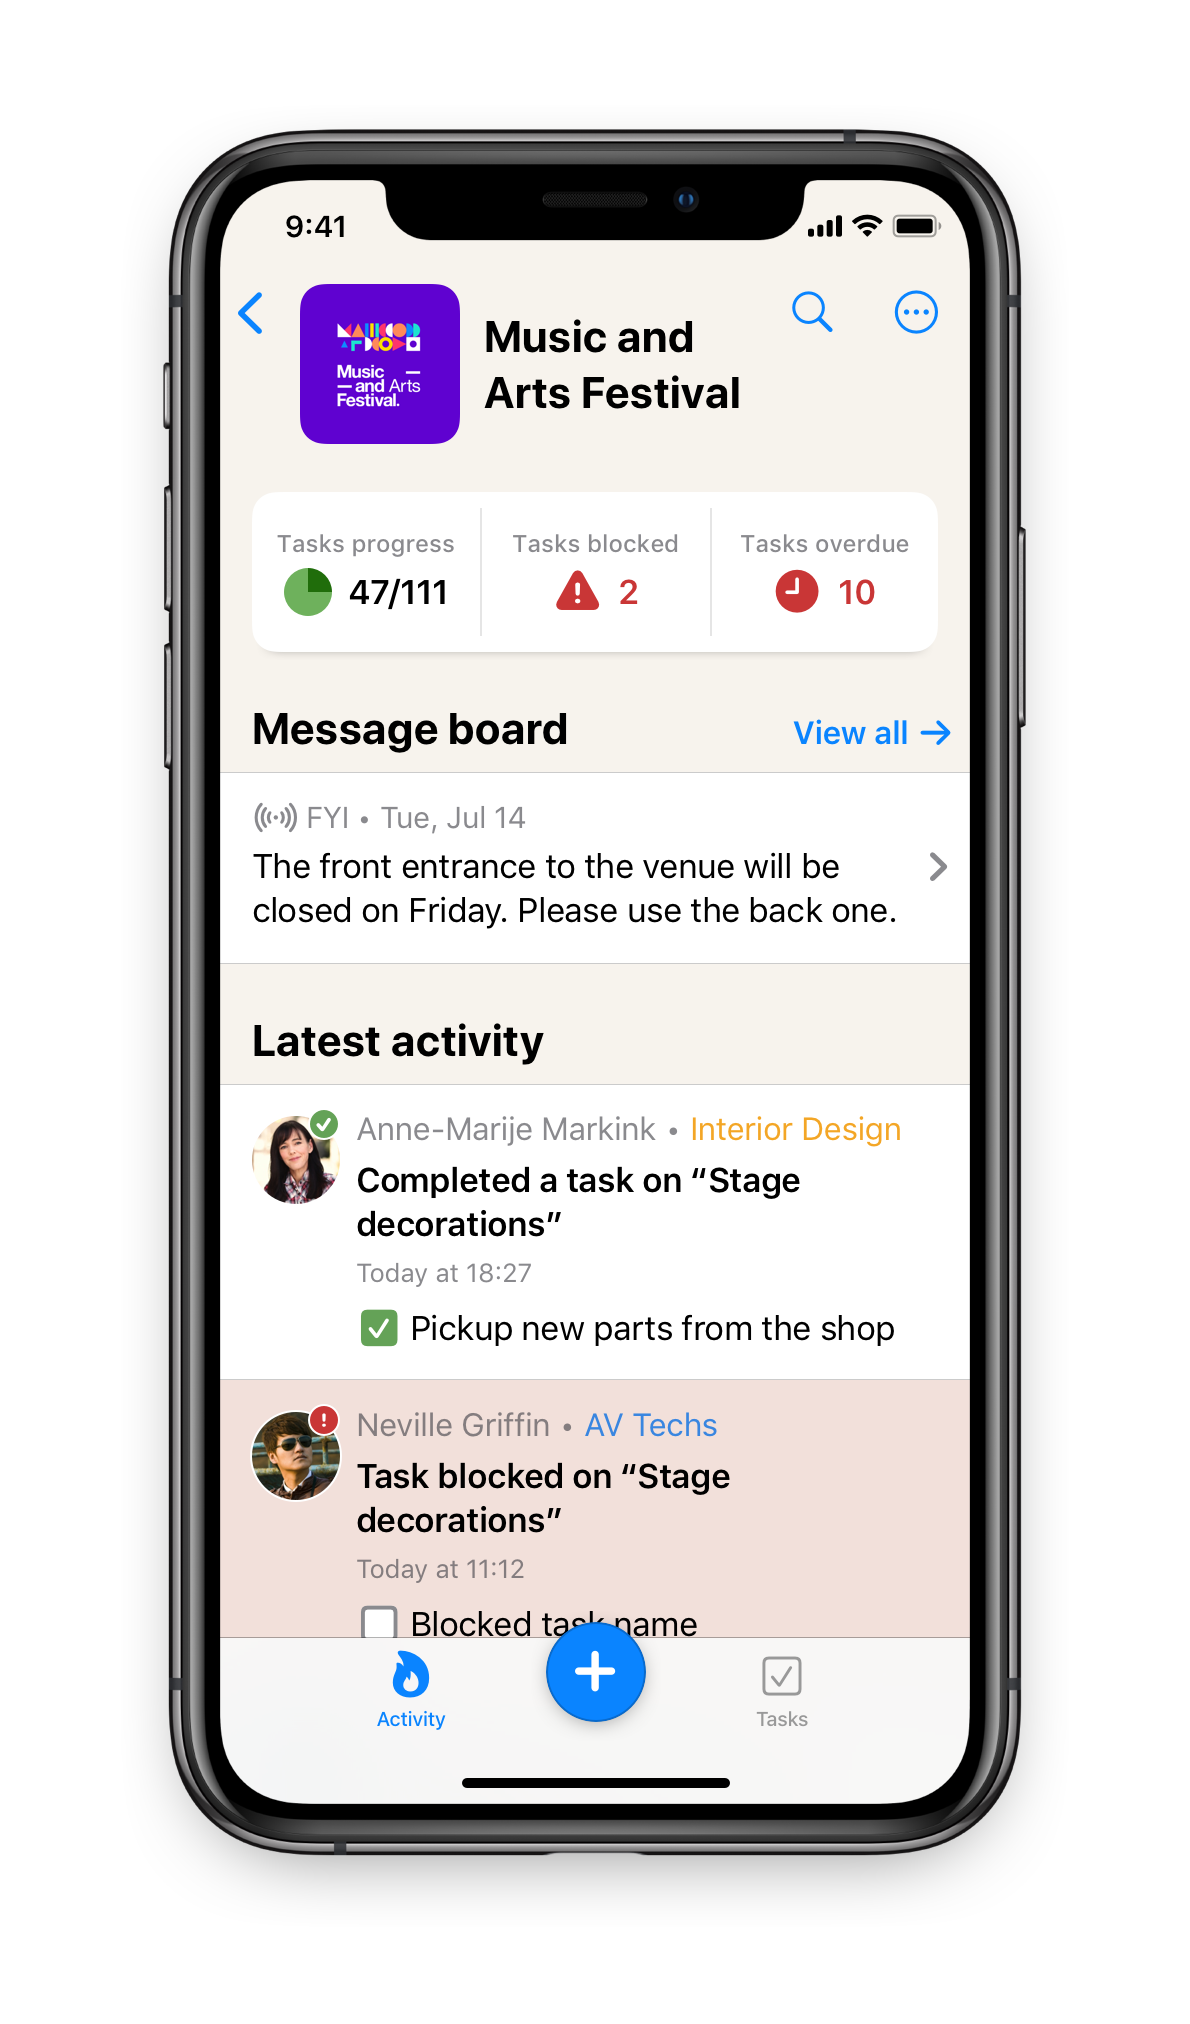 9:41
Music
and Arts
Festival.
Music and
Arts Festival
Tasks progress
47/111
Tasks blocked
2
Tasks overdue
10
Message board
View all
FYI • Tue, Jul 14
The front entrance to the venue will be
closed on Friday. Please use the back one.
Latest activity
Anne-Marije Markink • Interior Design
Completed a task on “Stage
decorations”
Today at 18:27
Pickup new parts from the shop
Neville Griffin • AV Techs
Task blocked on “Stage
decorations”
Today at 11:12
Blocked task name
Activity
Tasks